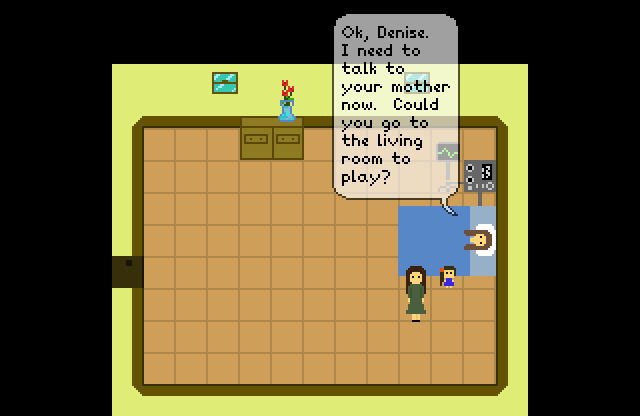 Ok, Denise.
I need to
talk to
your mother
now.  Could
you go to
the living
room to
play?